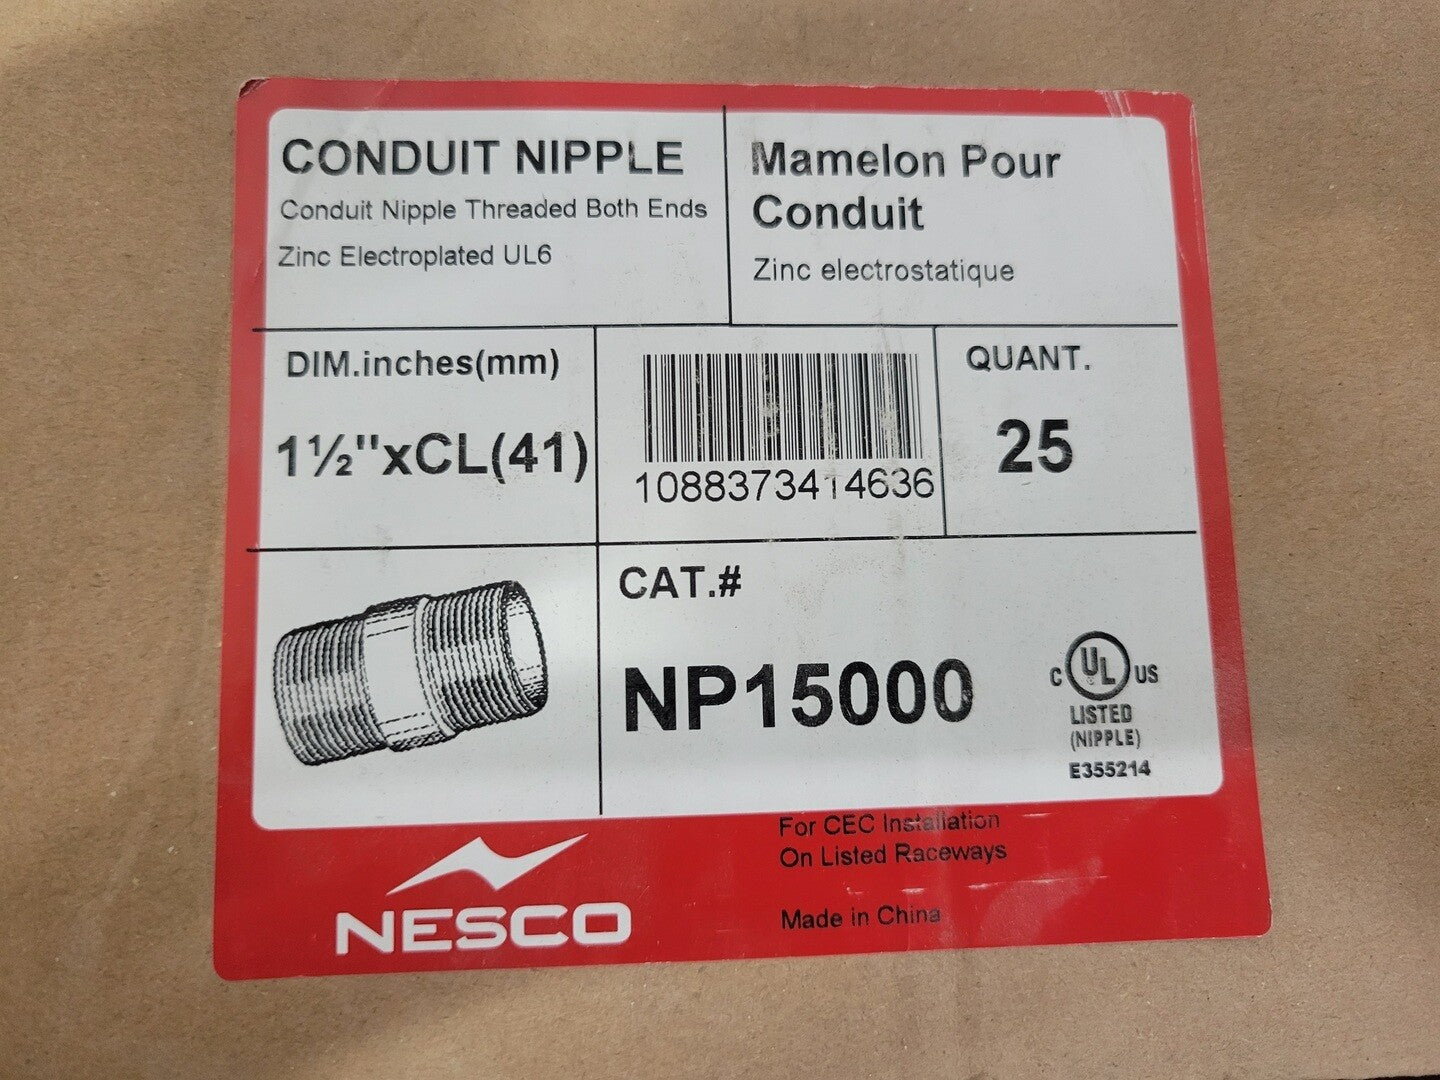 CONDUIT NIPPLE
Conduit Nipple Threaded Both Ends
Zinc Electroplated UL6
Mamelon Pour
Conduit
Zinc electrostatique
DIM.inches(mm)
1½"xCL(41)
1088373414636
QUANT.
25
CAT.#
NP15000
C UL US
LISTED
(NIPPLE)
E355214
NESCO
For CEC Installation
On Listed Raceways
Made in China